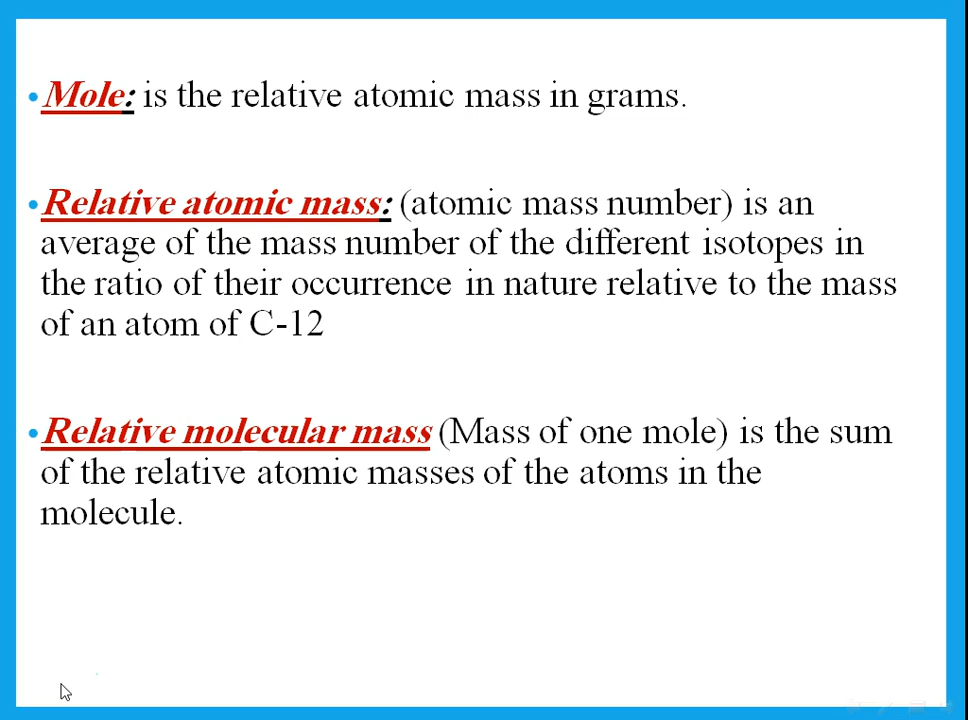 • Mole: is the relative atomic mass in grams.
• Relative atomic mass: (atomic mass number) is an
average of the mass number of the different isotopes in
the ratio of their occurrence in nature relative to the mass
of an atom of C-12
• Relative molecular mass (Mass of one mole) is the sum
of the relative atomic masses of the atoms in the
molecule.